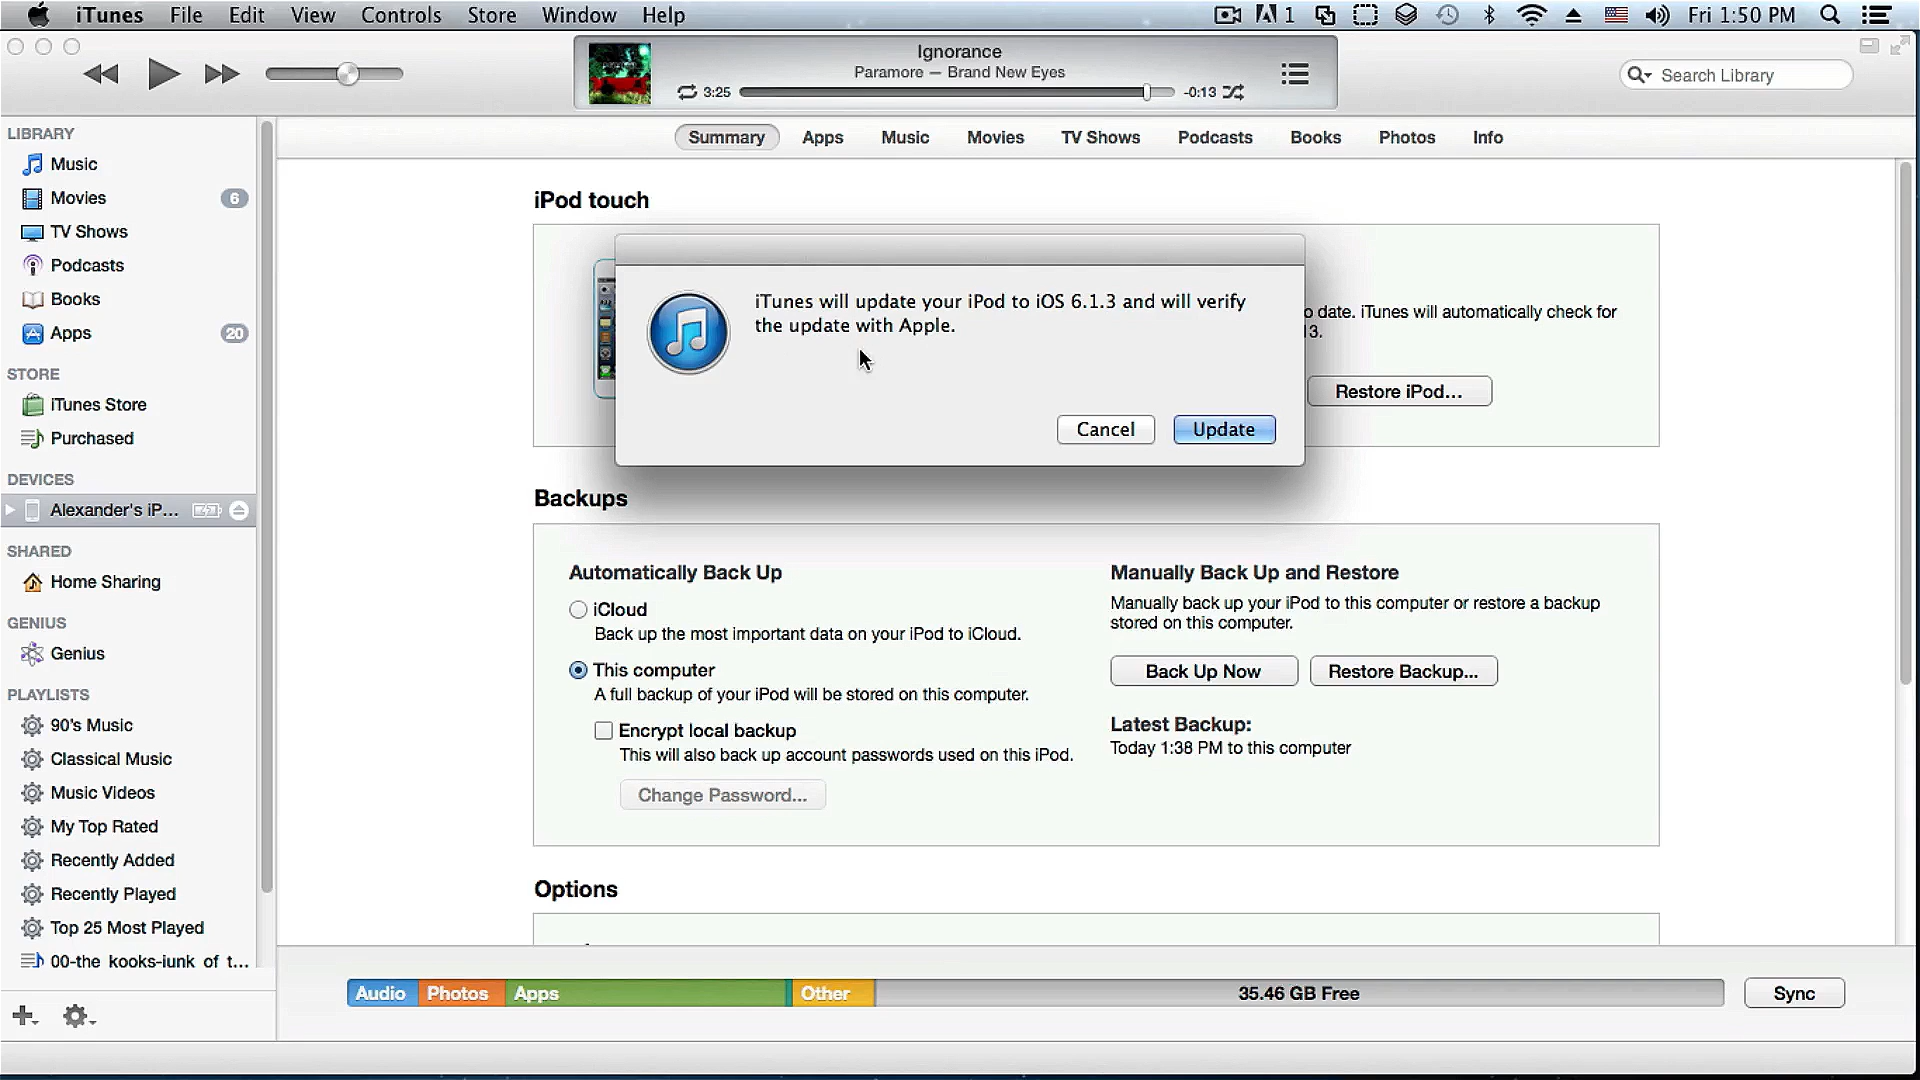 iTunes File Edit View Controls Store Window Help
1 Fri 1:50 PM
Ignorance
Paramore — Brand New Eyes
3:25 -0:13
Search Library
LIBRARY
Music
Movies 6
TV Shows
Podcasts
Books
Apps 20
STORE
iTunes Store
Purchased
DEVICES
Alexander's iP...
SHARED
Home Sharing
GENIUS
Genius
PLAYLISTS
90's Music
Classical Music
Music Videos
My Top Rated
Recently Added
Recently Played
Top 25 Most Played
00-the kooks-junk of t...
Summary Apps Music Movies TV Shows Podcasts Books Photos Info
iPod touch
iTunes will update your iPod to iOS 6.1.3 and will verify
the update with Apple.
Cancel Update
o date. iTunes will automatically check for
13.
Restore iPod...
Backups
Automatically Back Up
iCloud
Back up the most important data on your iPod to iCloud.
This computer
A full backup of your iPod will be stored on this computer.
Encrypt local backup
This will also back up account passwords used on this iPod.
Change Password...
Manually Back Up and Restore
Manually back up your iPod to this computer or restore a backup
stored on this computer.
Back Up Now Restore Backup...
Latest Backup:
Today 1:38 PM to this computer
Options
Audio Photos Apps Other 35.46 GB Free Sync